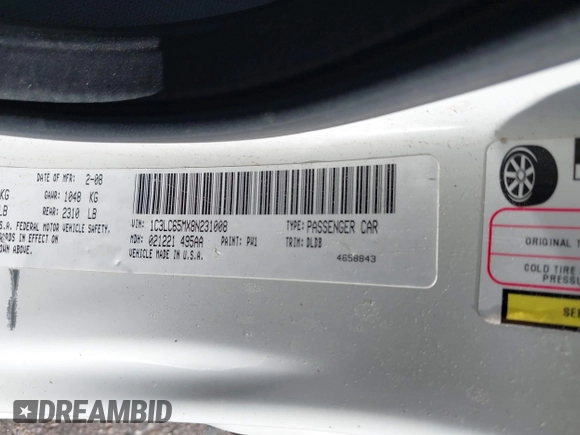 DATE OF MFR: 2-08
KG GAWR: 1048 KG
LB REAR: 2310 LB
S.A. FEDERAL MOTOR VEHICLE SAFETY.
ARDS IN EFFECT ON
OWN ABOVE.
VIN: 1C3LC65MX8N231008 TYPE: PASSENGER CAR
MDH: 021221 495AA PAINT: PW1 TRIM: DLDB
VEHICLE MADE IN U.S.A. 4658843
ORIGINAL T
COLD TIRE
PRESSU
SE
DREAMBID